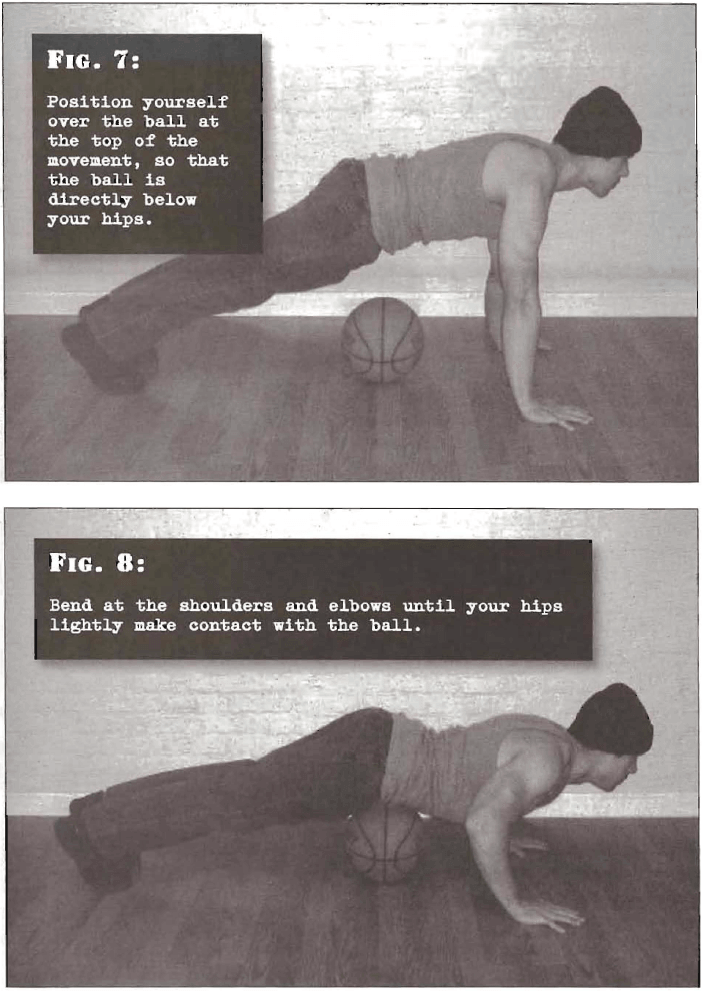 FIG. 7:
Position yourself
over the ball at
the top of the
movement, so that
the ball is
directly below
your hips.
FIG. 8:
Bend at the shoulders and elbows until your hips
lightly make contact with the ball.